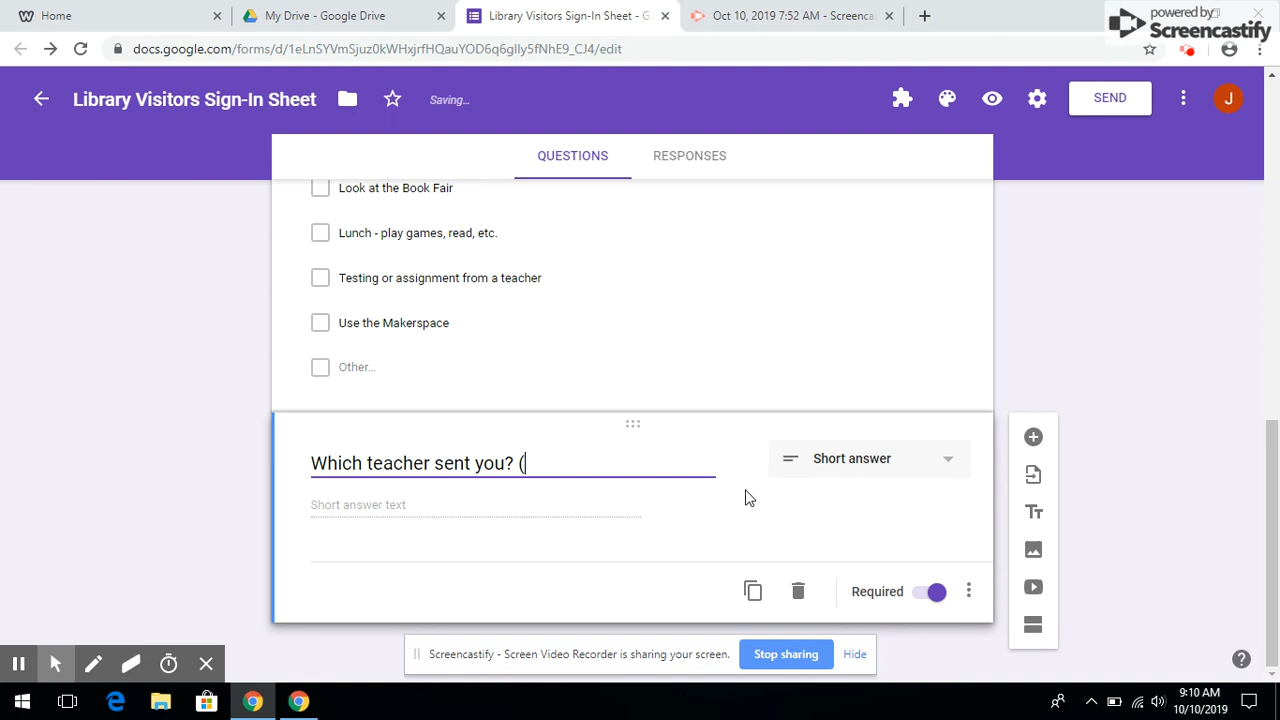 Home
My Drive - Google Drive
Library Visitors Sign-In Sheet - G
Oct 10, 2019 7:52 AM - Screenca
powered by
Screencastify
docs.google.com/forms/d/1eLnSYVmSjuz0kWHxjrfHQauYOD6q6qIly5fNhE9_CJ4/edit
Library Visitors Sign-In Sheet
Saving...
SEND
J
QUESTIONS
RESPONSES
Look at the Book Fair
Lunch - play games, read, etc.
Testing or assignment from a teacher
Use the Makerspace
Other...
Which teacher sent you? (
Short answer
Short answer text
Tт
Required
Screencastify - Screen Video Recorder is sharing your screen.
Stop sharing
Hide
9:10 AM
10/10/2019